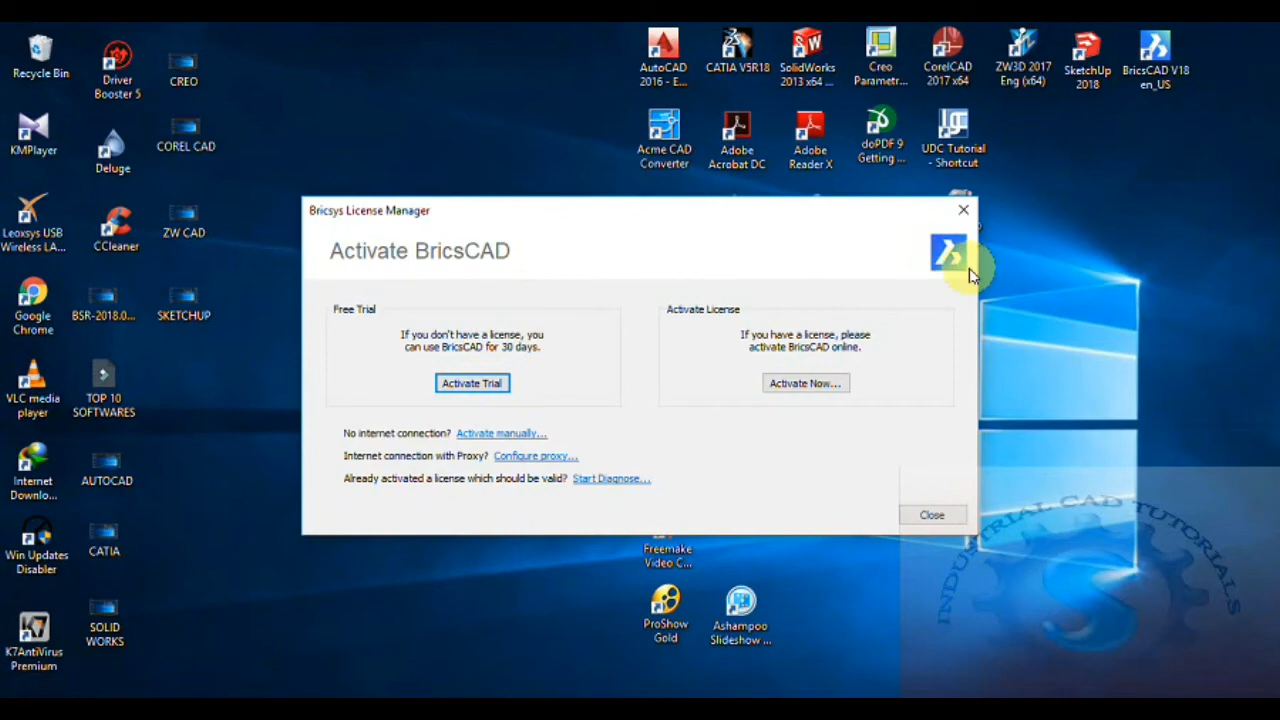 Recycle Bin
Driver
Booster 5
CREO
AutoCAD
2016 - E...
CATIA V5R18
SolidWorks
2013 x64 ...
Creo
Parametr...
CorelCAD
2017 x64
ZW3D 2017
Eng (x64)
SketchUp
2018
BricsCAD V18
en_US
KMPlayer
Deluge
COREL CAD
Acme CAD
Converter
Adobe
Acrobat DC
Adobe
Reader X
doPDF 9
Getting ...
UDC Tutorial
- Shortcut
Leoxsys USB
Wireless LA...
CCleaner
ZW CAD
Bricsys License Manager
Activate BricsCAD
Free Trial
If you don't have a license, you
can use BricsCAD for 30 days.
Activate Trial
Activate License
If you have a license, please
activate BricsCAD online.
Activate Now...
No internet connection? Activate manually...
Internet connection with Proxy? Configure proxy...
Already activated a license which should be valid? Start Diagnose...
Close
Google
Chrome
BSR-2018.0...
SKETCHUP
VLC media
player
TOP 10
SOFTWARES
Internet
Downlo...
AUTOCAD
Win Updates
Disabler
CATIA
Freemake
Video C...
K7AntiVirus
Premium
SOLID
WORKS
ProShow
Gold
Ashampoo
Slideshow ...
INDUSTRIAL CAD TUTORIALS